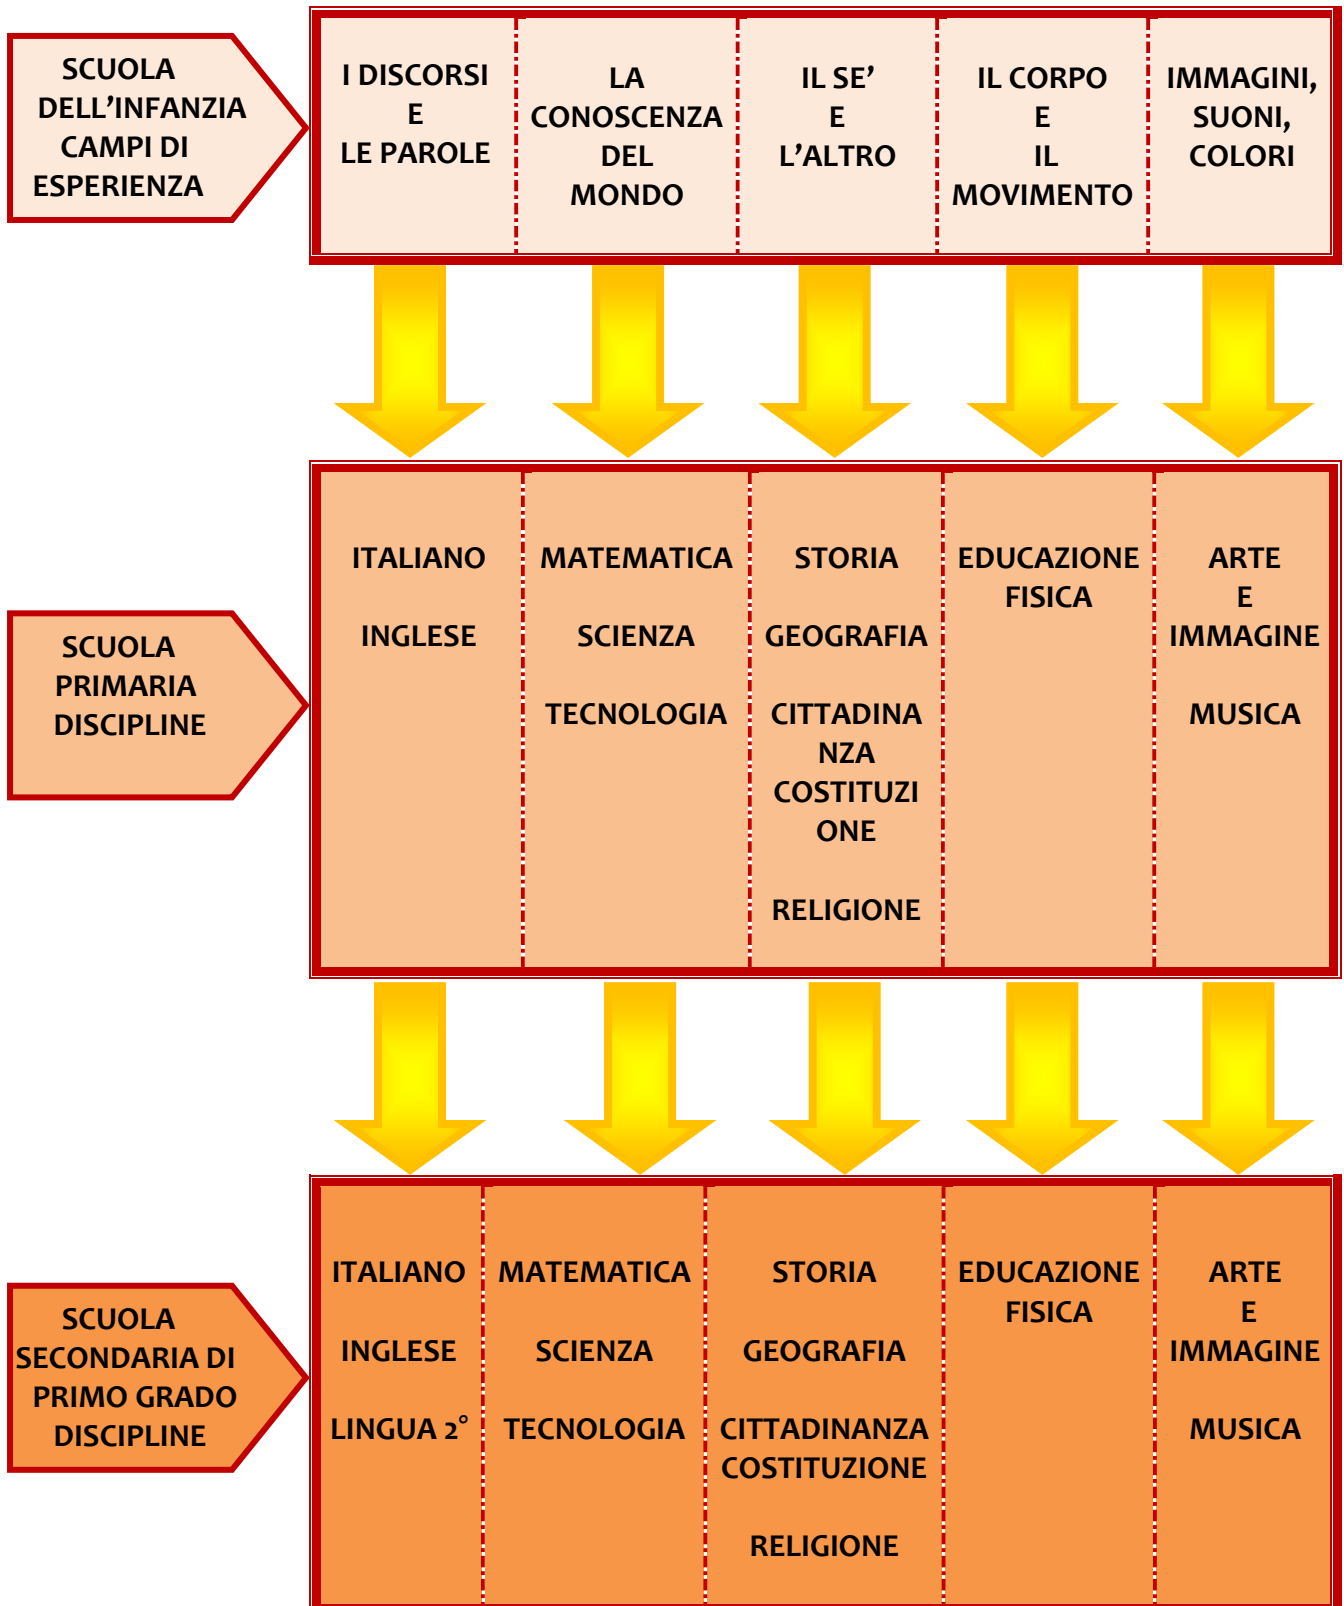 SCUOLA
DELL’INFANZIA
CAMPI DI
ESPERIENZA
I DISCORSI
E
LE PAROLE
LA
CONOSCENZA
DEL
MONDO
IL SE’
E
L’ALTRO
IL CORPO
E
IL
MOVIMENTO
IMMAGINI,
SUONI,
COLORI
SCUOLA
PRIMARIA
DISCIPLINE
ITALIANO
INGLESE
MATEMATICA
SCIENZA
TECNOLOGIA
STORIA
GEOGRAFIA
CITTADINA
NZA
COSTITUZI
ONE
RELIGIONE
EDUCAZIONE
FISICA
ARTE
E
IMMAGINE
MUSICA
SCUOLA
SECONDARIA DI
PRIMO GRADO
DISCIPLINE
ITALIANO
INGLESE
LINGUA 2°
MATEMATICA
SCIENZA
TECNOLOGIA
STORIA
GEOGRAFIA
CITTADINANZA
COSTITUZIONE
RELIGIONE
EDUCAZIONE
FISICA
ARTE
E
IMMAGINE
MUSICA